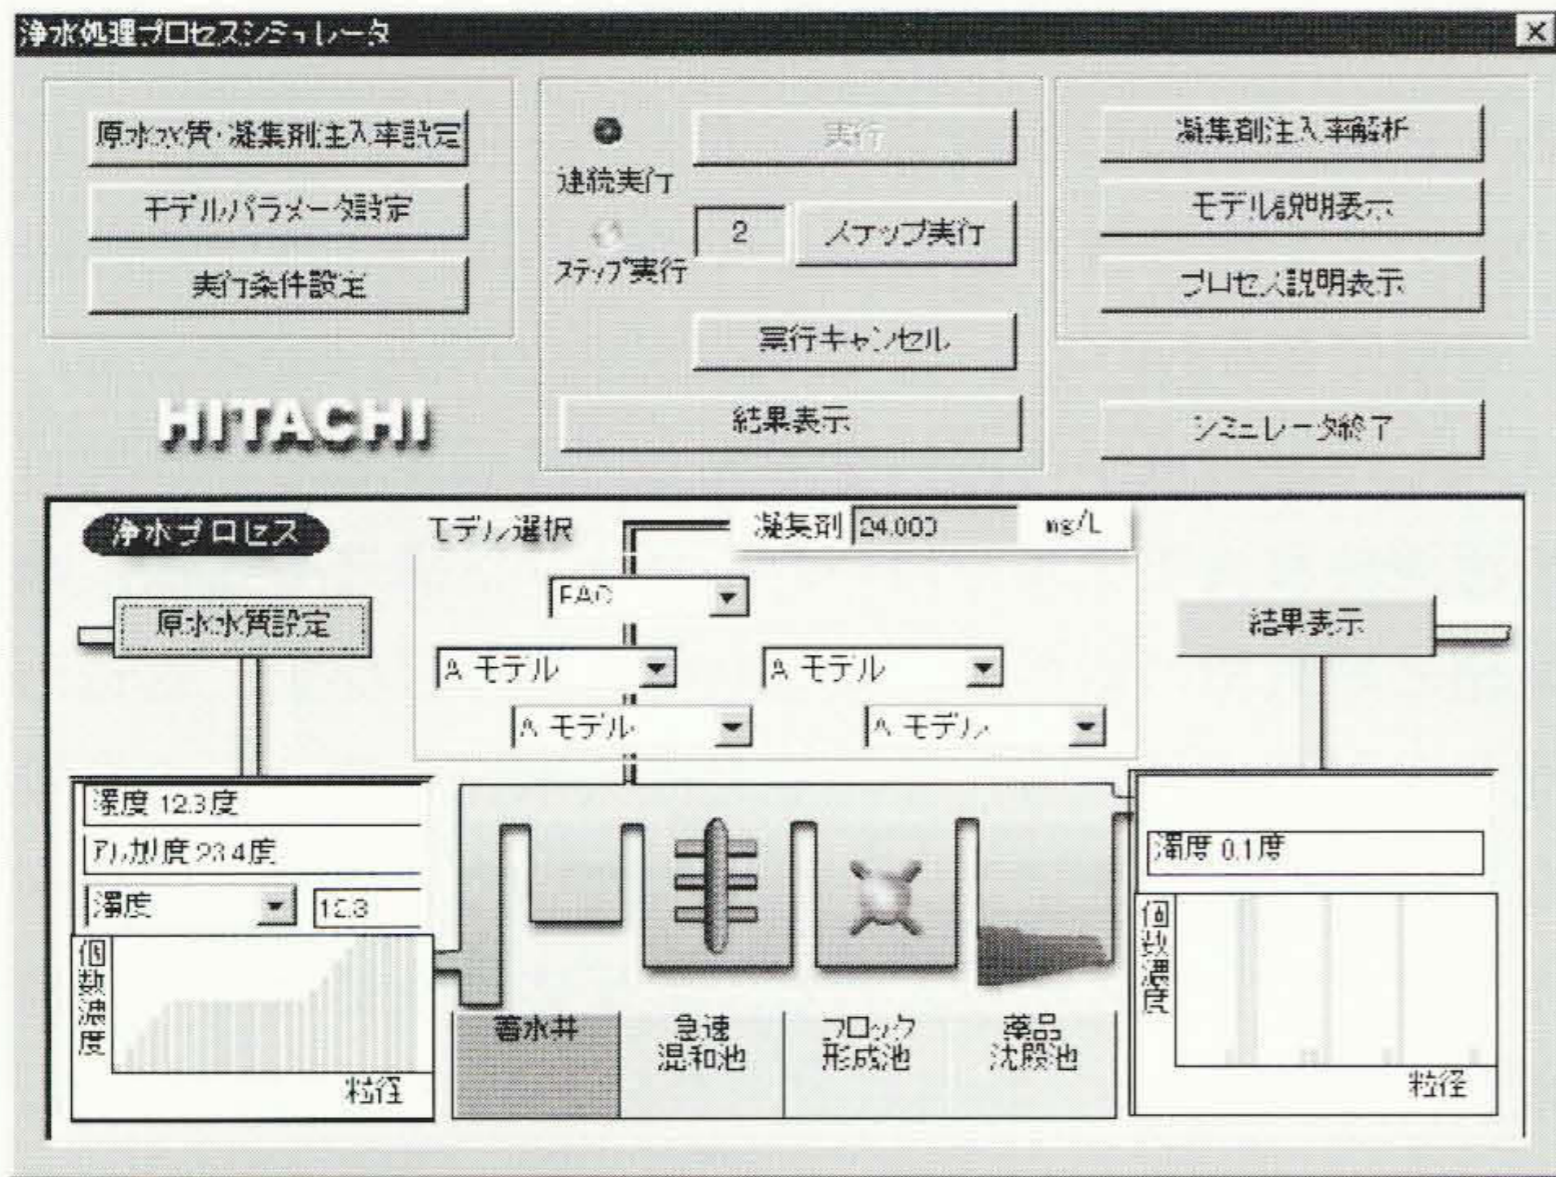 浄水処理プロセスシミュレータ
原水水質・凝集剤注入率設定
モデルパラメータ設定
実行条件設定
HITACHI
連続実行
ステップ実行
実行
2
ステップ実行
実行キャンセル
結果表示
凝集剤注入率解析
モデル説明表示
プロセス説明表示
シミュレータ終了
浄水プロセス
モデル選択
凝集剤 24.000 mg/L
PAC
A モデル
A モデル
A モデル
A モデル
原水水質設定
結果表示
濁度 12.3度
アルカリ度 23.4度
濁度
12.3
個数濃度
粒径
着水井
急速
混和池
フロック
形成池
薬品
沈殿池
濁度 0.1度
個数濃度
粒径